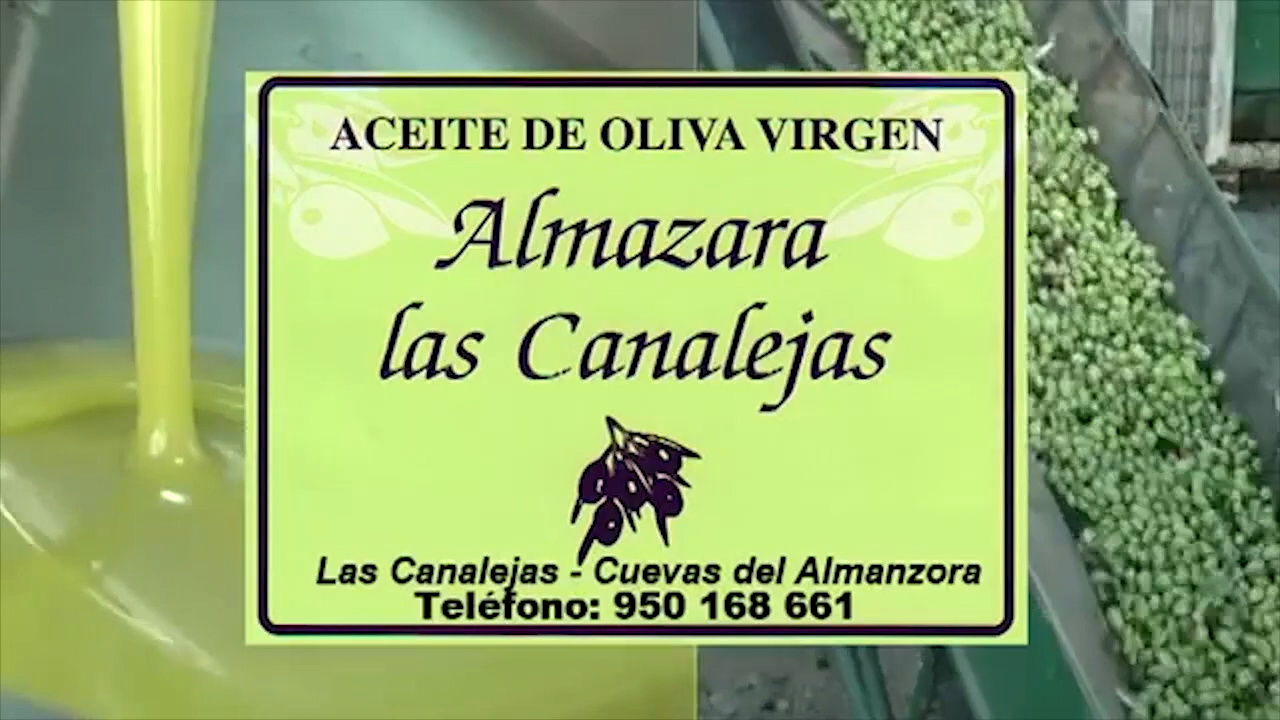 ACEITE DE OLIVA VIRGEN
Almazara
las Canalejas
Las Canalejas - Cuevas del Almanzora
Teléfono: 950 168 661